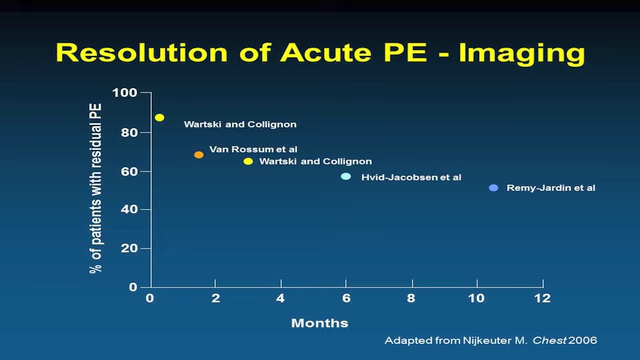 Resolution of Acute PE - Imaging
% of patients with residual PE
100
80
60
40
20
0
Wartski and Collignon
Van Rossum et al
Wartski and Collignon
Hvid-Jacobsen et al
Remy-Jardin et al
0 2 4 6 8 10 12
Months
Adapted from Nijkeuter M. Chest 2006